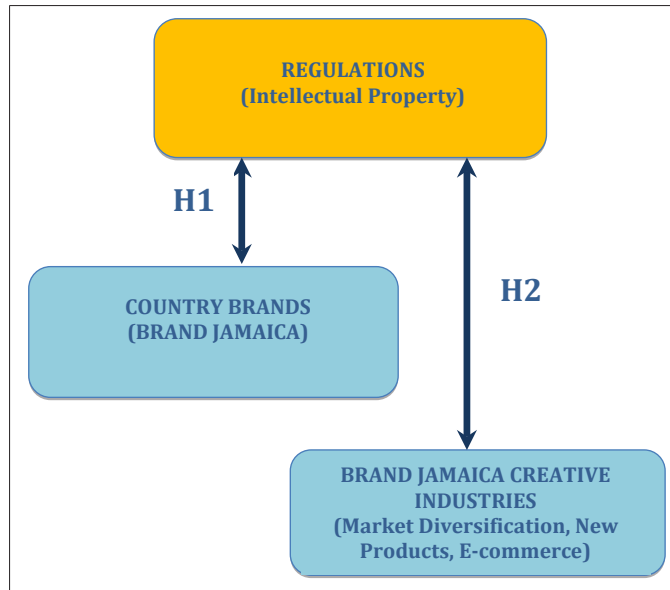 REGULATIONS
(Intellectual Property)
H1
COUNTRY BRANDS
(BRAND JAMAICA)
H2
BRAND JAMAICA CREATIVE
INDUSTRIES
(Market Diversification, New
Products, E-commerce)